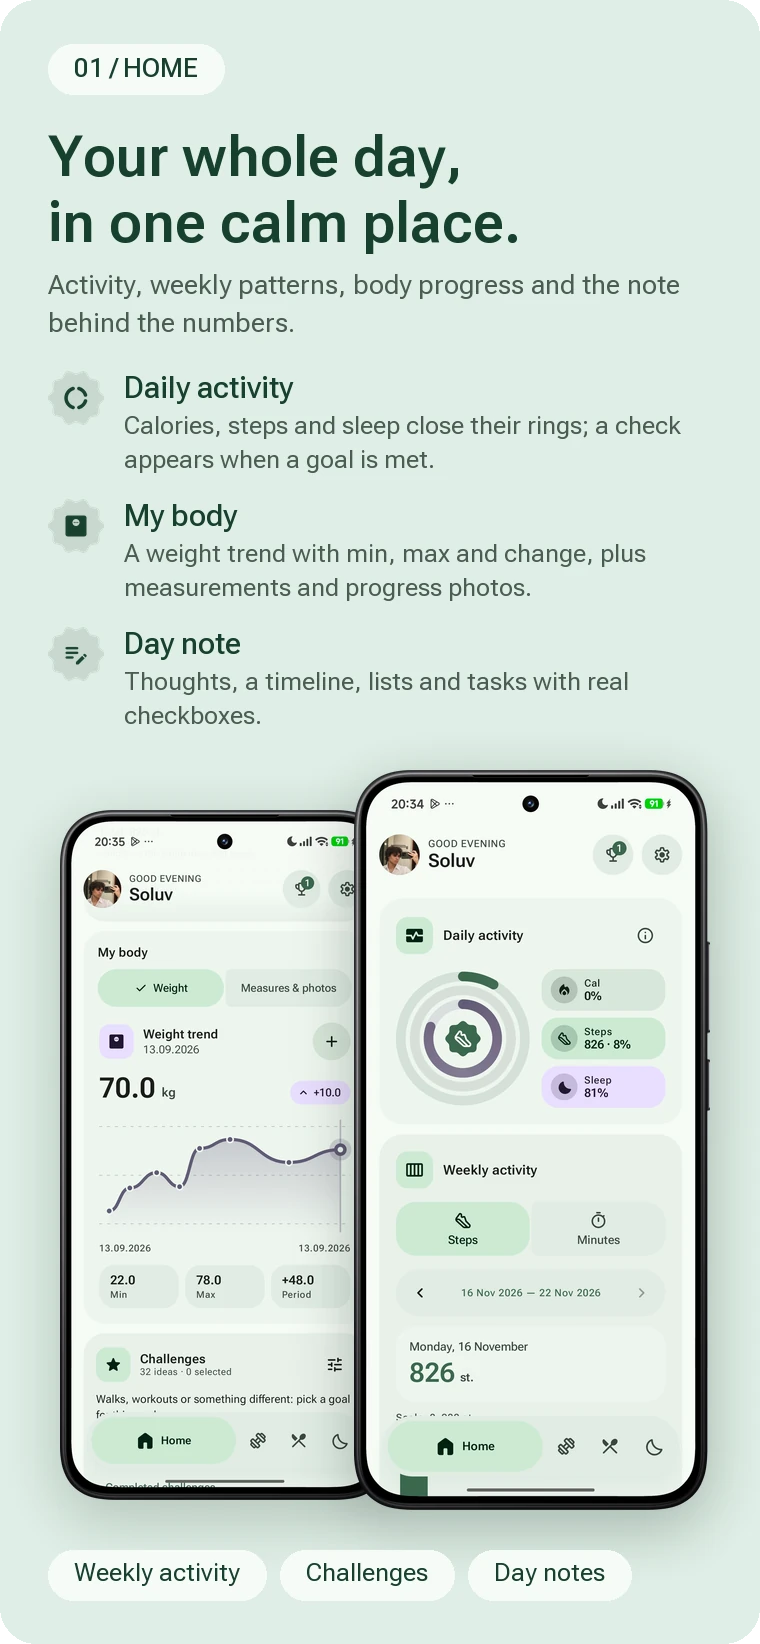 01 / HOME
Your whole day,
in one calm place.
Activity, weekly patterns, body progress and the note
behind the numbers.
Daily activity
Calories, steps and sleep close their rings; a check
appears when a goal is met.
My body
A weight trend with min, max and change, plus
measurements and progress photos.
Day note
Thoughts, a timeline, lists and tasks with real
checkboxes.
20:35
91
GOOD EVENING
Soluv
1
My body
Weight
Measures & photos
Weight trend
13.09.2026
70.0 kg
+10.0
13.09.2026
13.09.2026
22.0
Min
78.0
Max
+48.0
Period
Challenges
32 ideas · 0 selected
Walks, workouts or something different: pick a goal
Home
Completed challenges
20:34
91
GOOD EVENING
Soluv
1
Daily activity
Cal
0%
Steps
826 · 8%
Sleep
81%
Weekly activity
Steps
Minutes
16 Nov 2026 — 22 Nov 2026
Monday, 16 November
826 st.
Home
Weekly activity
Challenges
Day notes